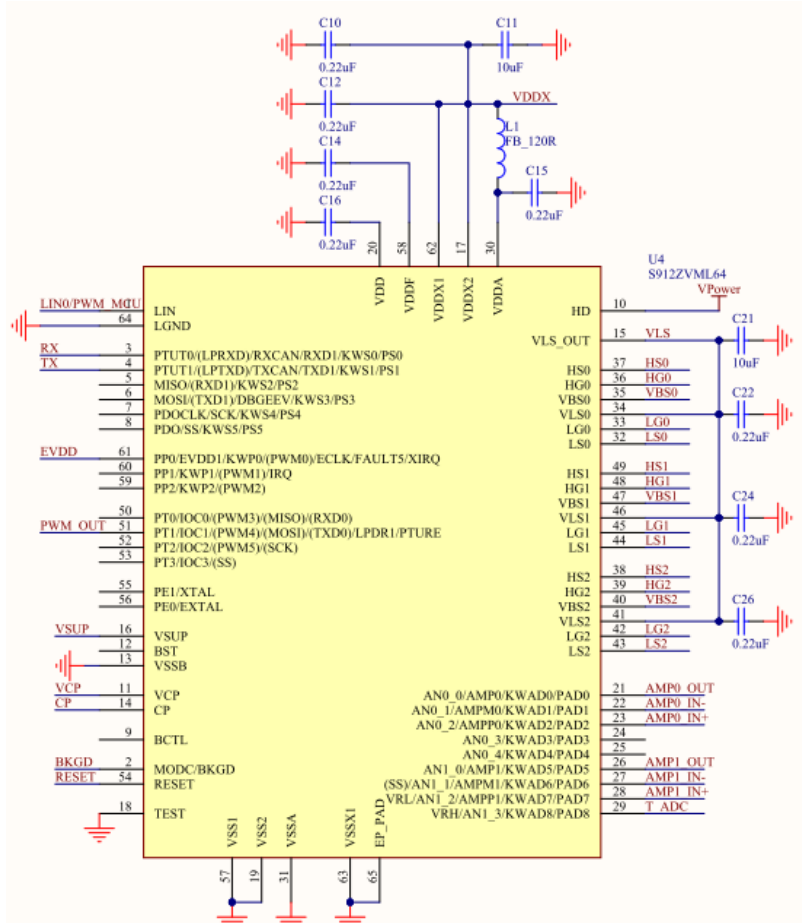 C10
0.22uF
C11
10uF
C12
0.22uF
VDDX
C14
0.22uF
L1
FB_120R
C15
0.22uF
C16
0.22uF
20
58
62
17
30
VDD
VDDF
VDDX1
VDDX2
VDDA
U4
S912ZVML64
VPower
LIN0/PWM_MCU
1
LIN
64
LGND
RX
3
PTUT0/(LPRXD)/RXCAN/RXD1/KWS0/PS0
TX
4
PTUT1/(LPTXD)/TXCAN/TXD1/KWS1/PS1
5
MISO/(RXD1)/KWS2/PS2
6
MOSI/(TXD1)/DBGEEV/KWS3/PS3
7
PDOCLK/SCK/KWS4/PS4
8
PDO/SS/KWS5/PS5
EVDD
61
PP0/EVDD1/KWP0/(PWM0)/ECLK/FAULT5/XIRQ
60
PP1/KWP1/(PWM1)/IRQ
59
PP2/KWP2/(PWM2)
50
PT0/IOC0/(PWM3)/(MISO)/(RXD0)
PWM_OUT
51
PT1/IOC1/(PWM4)/(MOSI)/(TXD0)/LPDR1/PTURE
52
PT2/IOC2/(PWM5)/(SCK)
53
PT3/IOC3/(SS)
55
PE1/XTAL
56
PE0/EXTAL
VSUP
16
VSUP
12
BST
13
VSSB
VCP
11
VCP
CP
14
CP
9
BCTL
BKGD
2
MODC/BKGD
RESET
54
RESET
18
TEST
HD
10
VLS_OUT
15
VLS
C21
10uF
HS0
37
HS0
HG0
36
HG0
VBS0
35
VBS0
VLS0
34
C22
0.22uF
LG0
33
LG0
LS0
32
LS0
HS1
49
HS1
HG1
48
HG1
VBS1
47
VBS1
VLS1
46
C24
0.22uF
LG1
45
LG1
LS1
44
LS1
HS2
38
HS2
HG2
39
HG2
VBS2
40
VBS2
VLS2
41
C26
0.22uF
LG2
42
LG2
LS2
43
LS2
AN0_0/AMP0/KWAD0/PAD0
21
AMP0_OUT
AN0_1/AMPM0/KWAD1/PAD1
22
AMP0_IN-
AN0_2/AMPP0/KWAD2/PAD2
23
AMP0_IN+
AN0_3/KWAD3/PAD3
24
AN0_4/KWAD4/PAD4
25
AN1_0/AMP1/KWAD5/PAD5
26
AMP1_OUT
(SS)/AN1_1/AMPM1/KWAD6/PAD6
27
AMP1_IN-
VRL/AN1_2/AMPP1/KWAD7/PAD7
28
AMP1_IN+
VRH/AN1_3/KWAD8/PAD8
29
T_ADC
VSS1
VSS2
VSSA
VSSX1
EP_PAD
57
19
31
63
65